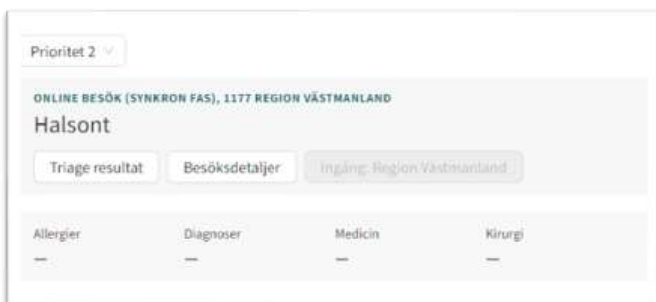 Prioritet 2
ONLINE BESÖK (SYNKRON FAS), 1177 REGION VÄSTMANLAND
Halsont
Triage resultat Besöksdetaljer Ingång: Region Västmanland
Allergier Diagnoser Medicin Kirurgi
— — — —